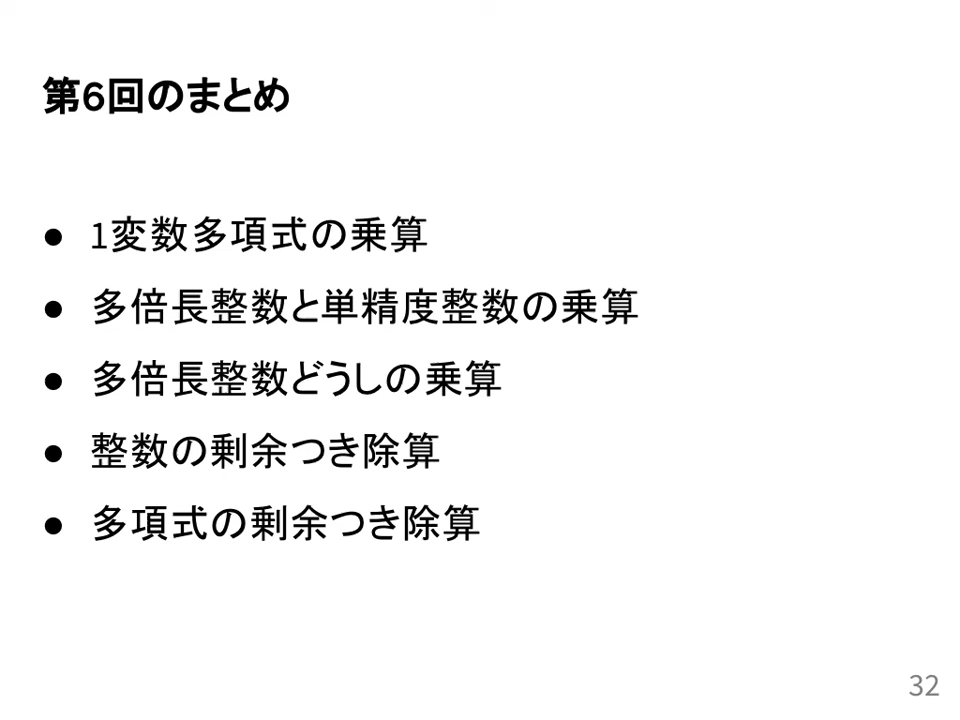 第6回のまとめ
● 1変数多項式の乗算
● 多倍長整数と単精度整数の乗算
● 多倍長整数どうしの乗算
● 整数の剰余つき除算
● 多項式の剰余つき除算
32